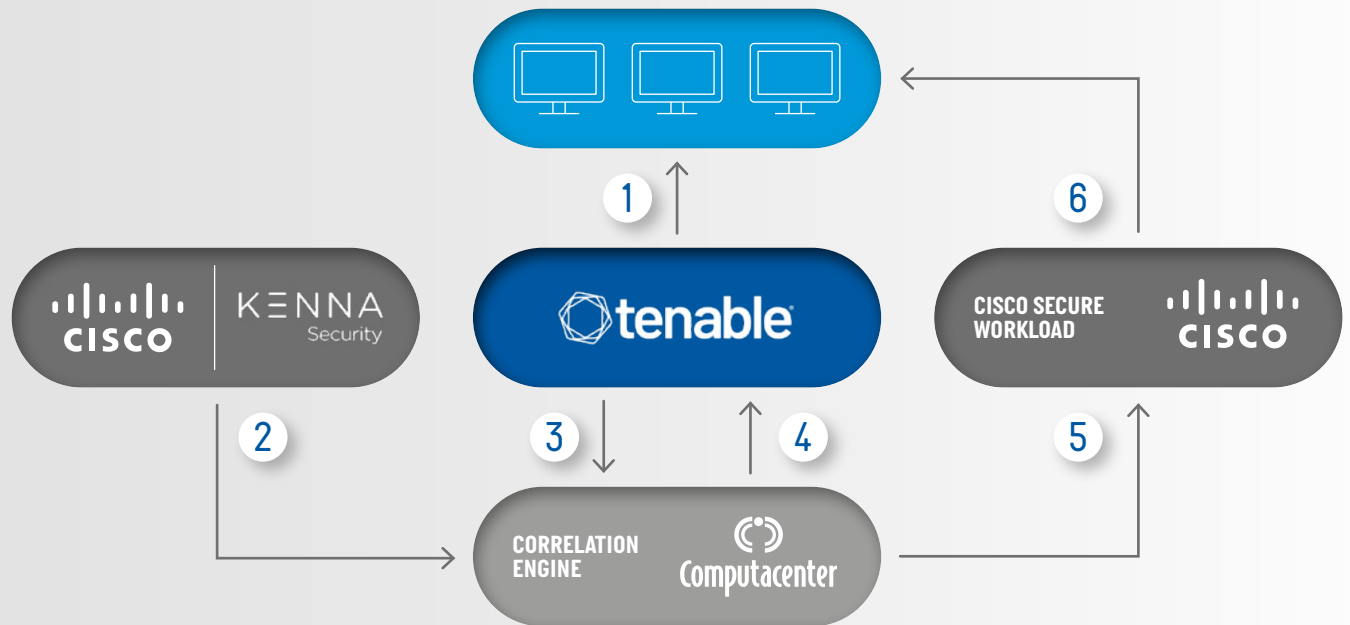 1
6
CISCO
KENNA
Security
tenable
CISCO SECURE
WORKLOAD
CISCO
2
3
4
5
CORRELATION
ENGINE
Computacenter